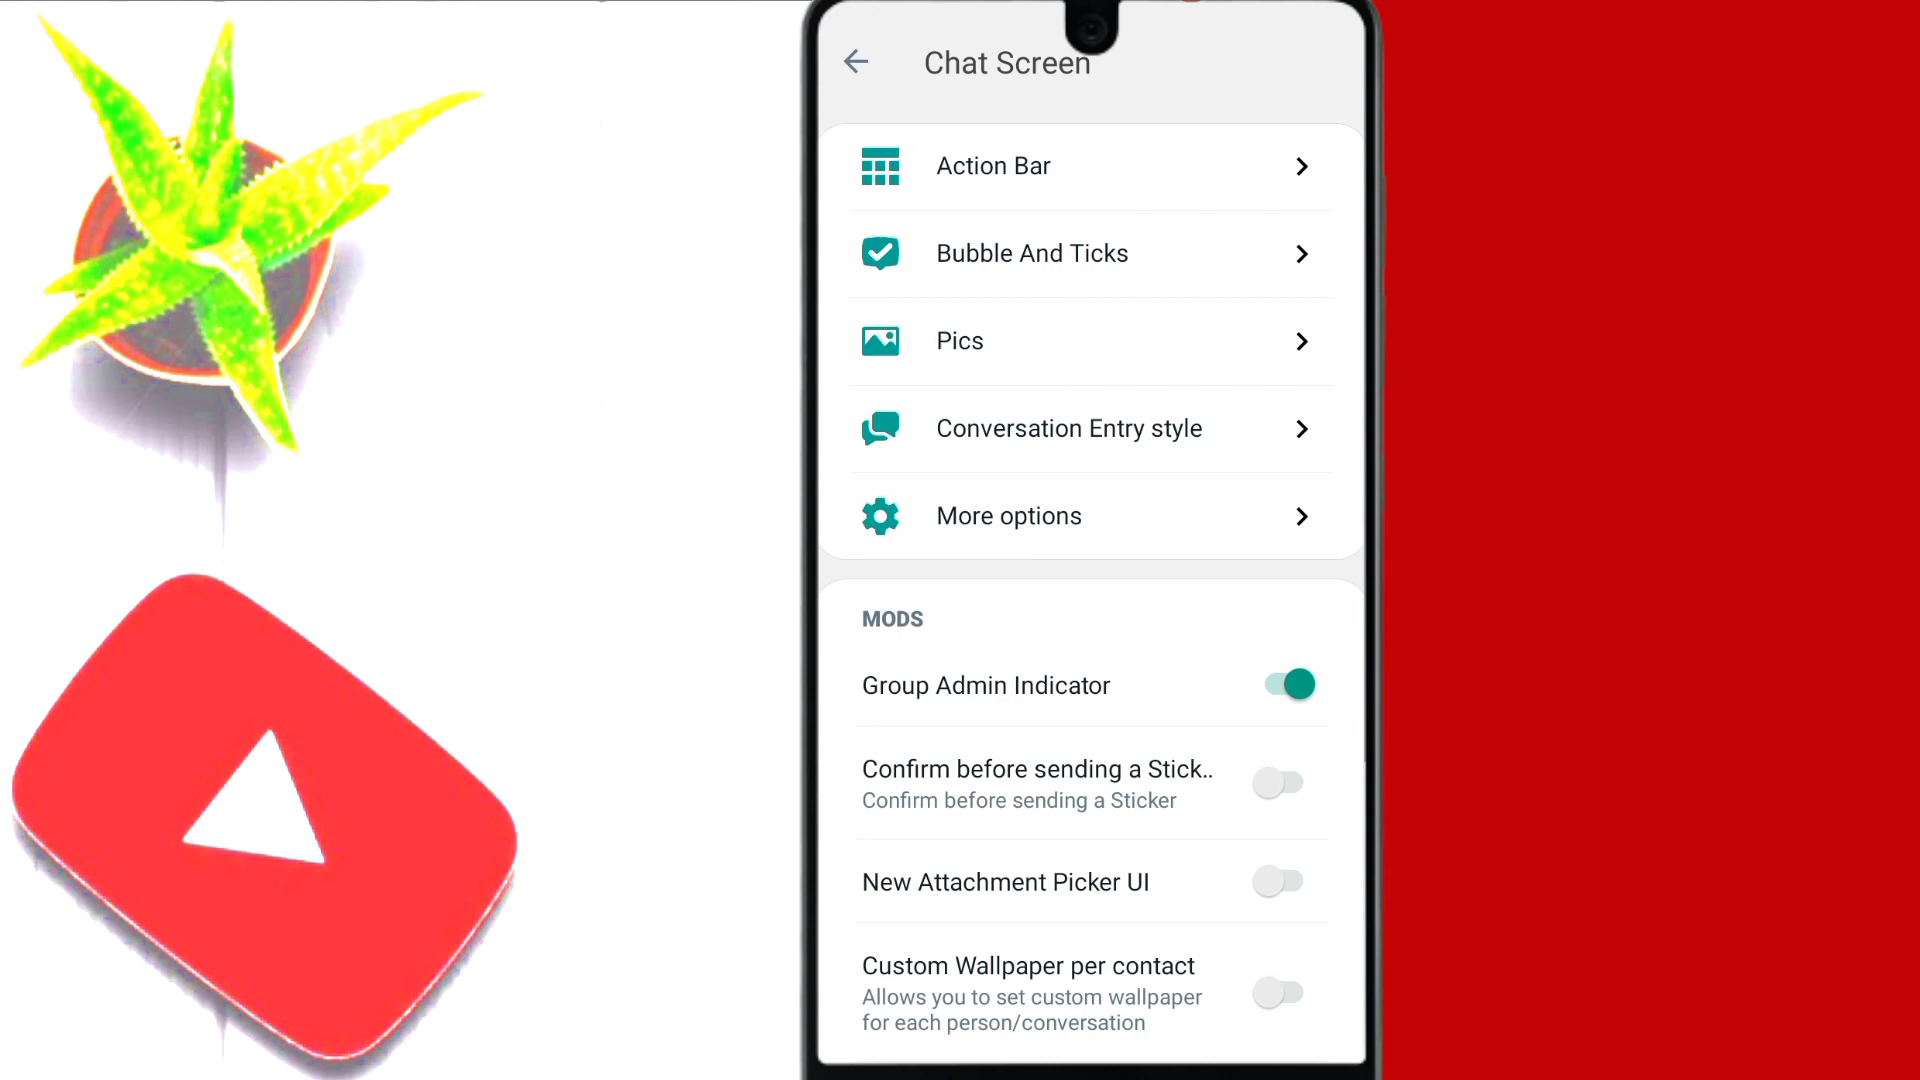 Chat Screen
Action Bar
Bubble And Ticks
Pics
Conversation Entry style
More options
MODS
Group Admin Indicator
Confirm before sending a Stick..
Confirm before sending a Sticker
New Attachment Picker UI
Custom Wallpaper per contact
Allows you to set custom wallpaper
for each person/conversation